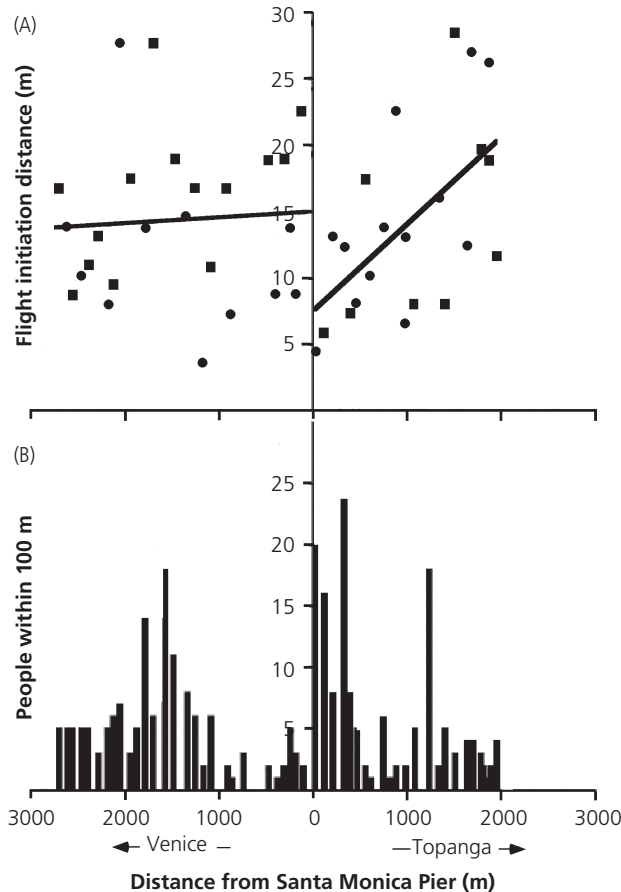 (A)
Flight initiation distance (m)
30
25
20
15
10
5
(B)
People within 100 m
25
20
15
10
5
3000 2000 1000 0 1000 2000 3000
Venice
Topanga
Distance from Santa Monica Pier (m)